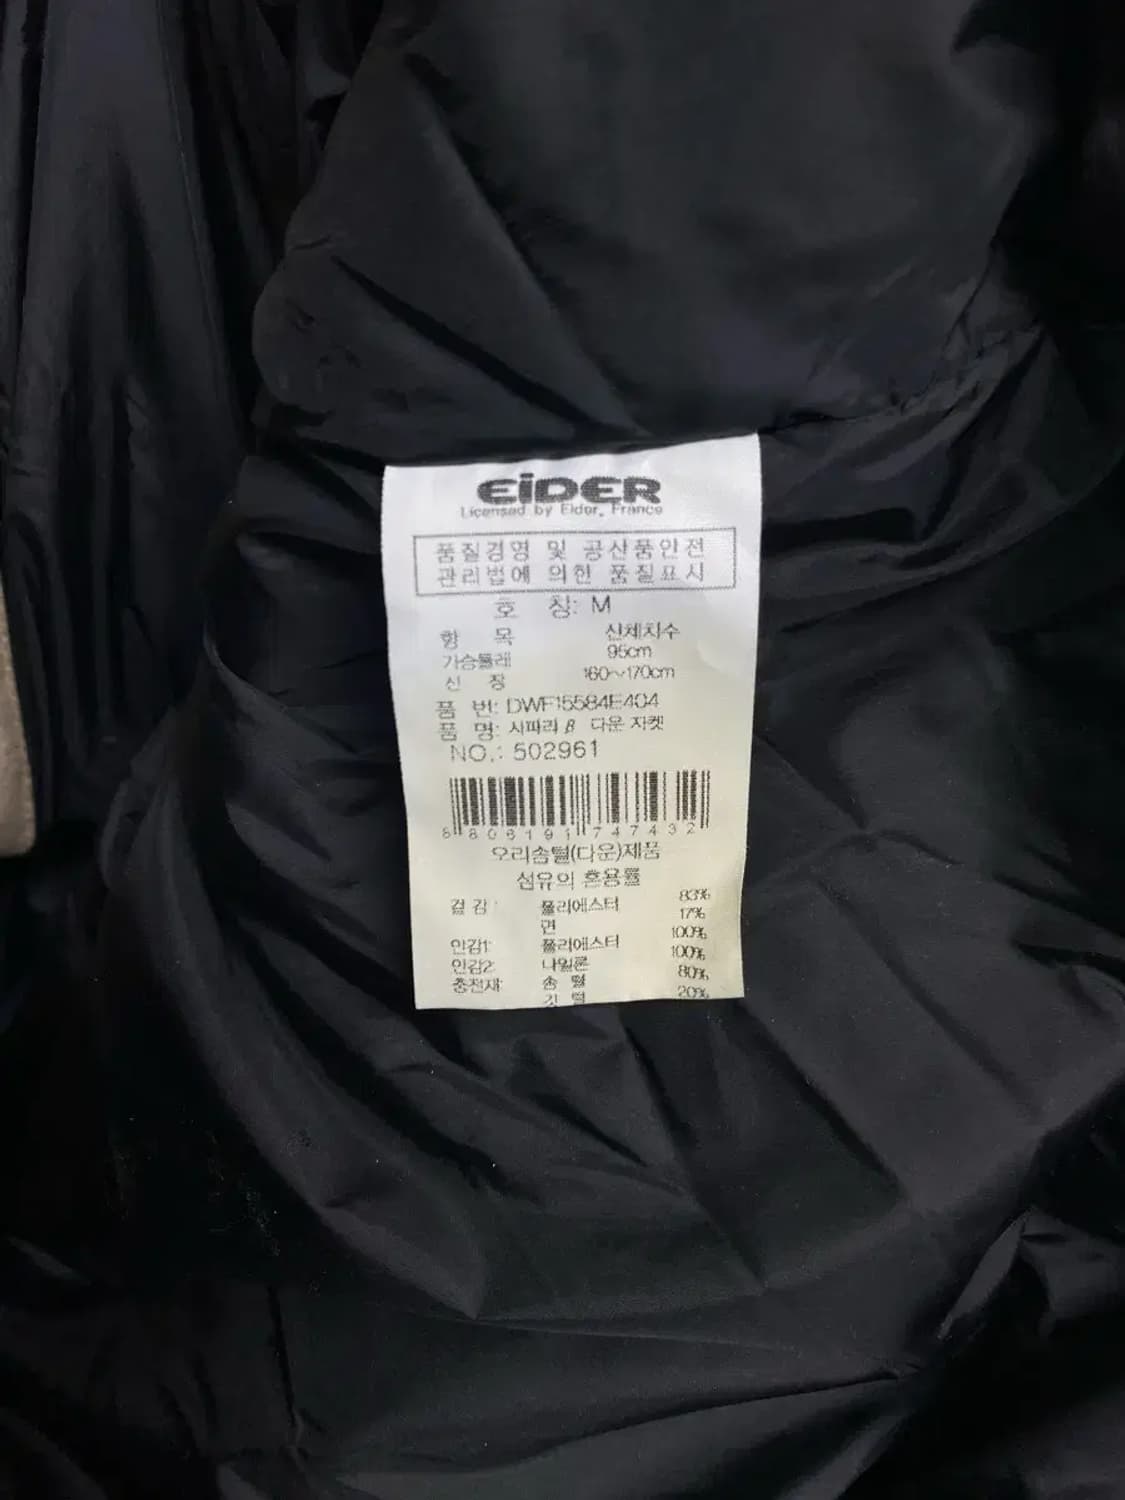 EiDER
Licensed by Eider, France
품질경영 및 공산품안전
관리법에 의한 품질표시
호 칭: M
항 목 신체치수
가슴둘레 95cm
신 장 160~170cm
품 번: DWF15584E404
품 명: 사파리 β 다운 자켓
NO.: 502961
8 806191 747432
오리솜털(다운)제품
섬유의 혼용률
겉감: 폴리에스터 83%
면 17%
안감1: 폴리에스터 100%
안감2: 나일론 100%
충전재: 솜 털 80%
깃 털 20%